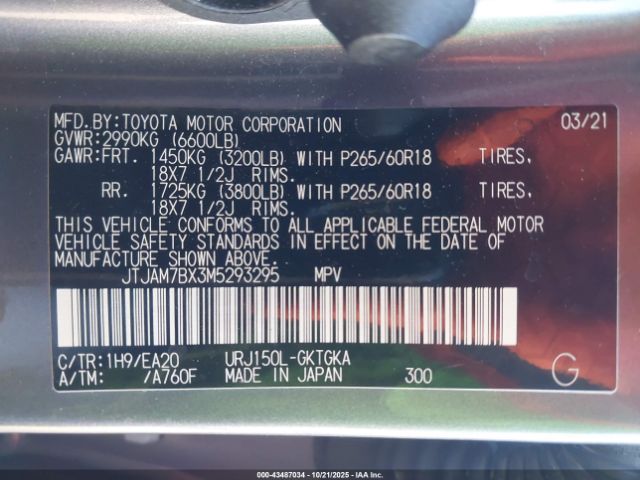 MFD.BY:TOYOTA MOTOR CORPORATION 03/21
GVWR:2990KG (6600LB)
GAWR:FRT. 1450KG (3200LB) WITH P265/60R18 TIRES,
18X7 1/2J RIMS.
RR. 1725KG (3800LB) WITH P265/60R18 TIRES,
18X7 1/2J RIMS.
THIS VEHICLE CONFORMS TO ALL APPLICABLE FEDERAL MOTOR
VEHICLE SAFETY STANDARDS IN EFFECT ON THE DATE OF
MANUFACTURE SHOWN ABOVE.
JTJAM7BX3M5293295 MPV
C/TR:1H9/EA20 URJ150L-GKTGKA
A/TM: /A760F MADE IN JAPAN 300 G
000-43487034 - 10/21/2025 - IAA Inc.